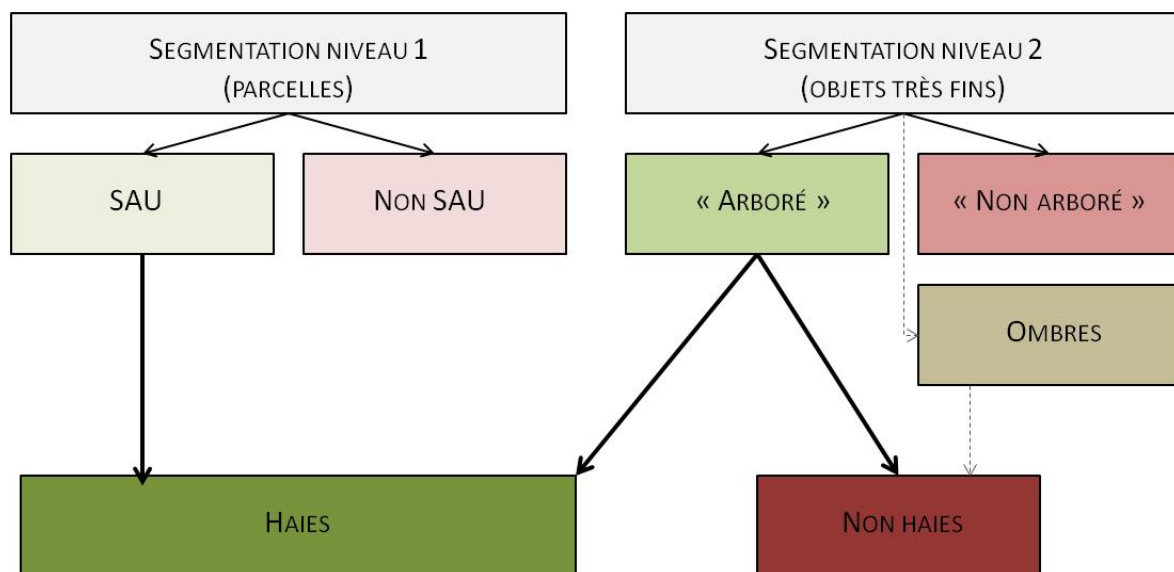 SEGMENTATION NIVEAU 1
(PARCELLES)
SEGMENTATION NIVEAU 2
(OBJETS TRÈS FINS)
SAU
NON SAU
« ARBORÉ »
« NON ARBORÉ »
OMBRES
HAIES
NON HAIES